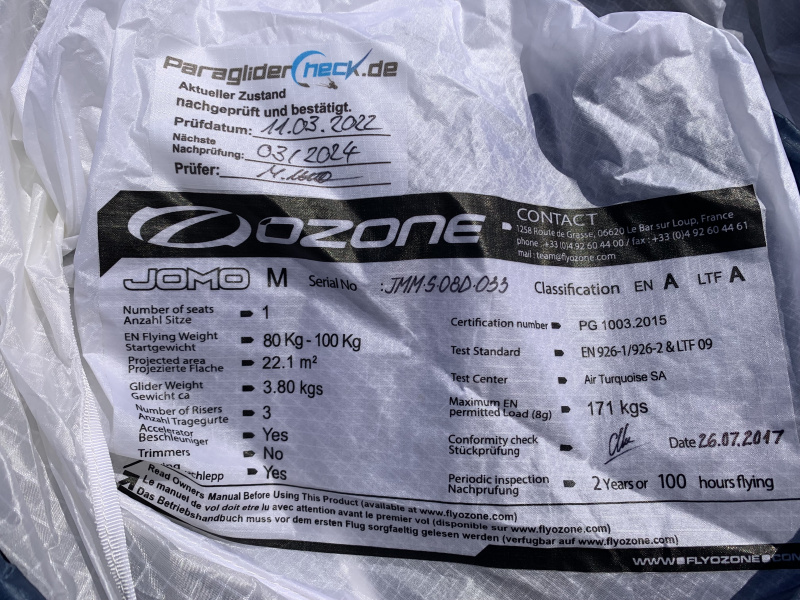 ParagliderCheck.de
Aktueller Zustand
nachgeprüft und bestätigt.
Prüfdatum: 11.03.2022
Nächste
Nachprüfung: 03/2024
Prüfer:
OZONE
CONTACT
1258 Route de Grasse, 06620 Le Bar sur Loup, France
phone : +33 (0)4 92 60 44 00 / fax : +33 (0)4 92 60 44 61
mail : team@flyozone.com
JOMO M Serial No : JMM-S-08D-033 Classification EN A LTF A
Number of seats
Anzahl Sitze 1
EN Flying Weight
Startgewicht 80 Kg - 100 Kg
Projected area
Projezierte Flache 22.1 m²
Glider Weight
Gewicht ca 3.80 kgs
Number of Risers
Anzahl Tragegurte 3
Accelerator
Beschleuniger Yes
Trimmers No
schlepp Yes
Certification number PG 1003.2015
Test Standard EN 926-1/926-2 & LTF 09
Test Center Air Turquoise SA
Maximum EN
permitted Load (8g) 171 kgs
Conformity check
Stückprüfung Date 26.07.2017
Periodic Inspection
Nachprüfung 2 Years or 100 hours flying
Read Owners Manual Before Using This Product (available at www.flyozone.com)
Le manuel de vol doit etre lu avec attention avant le premier vol (disponible sur www.flyozone.com)
Das Betriebshandbuch muss vor dem ersten Flug sorgfaeltig gelesen werden (verfugbar auf www.flyozone.com)
WWW.FLYOZONE.COM